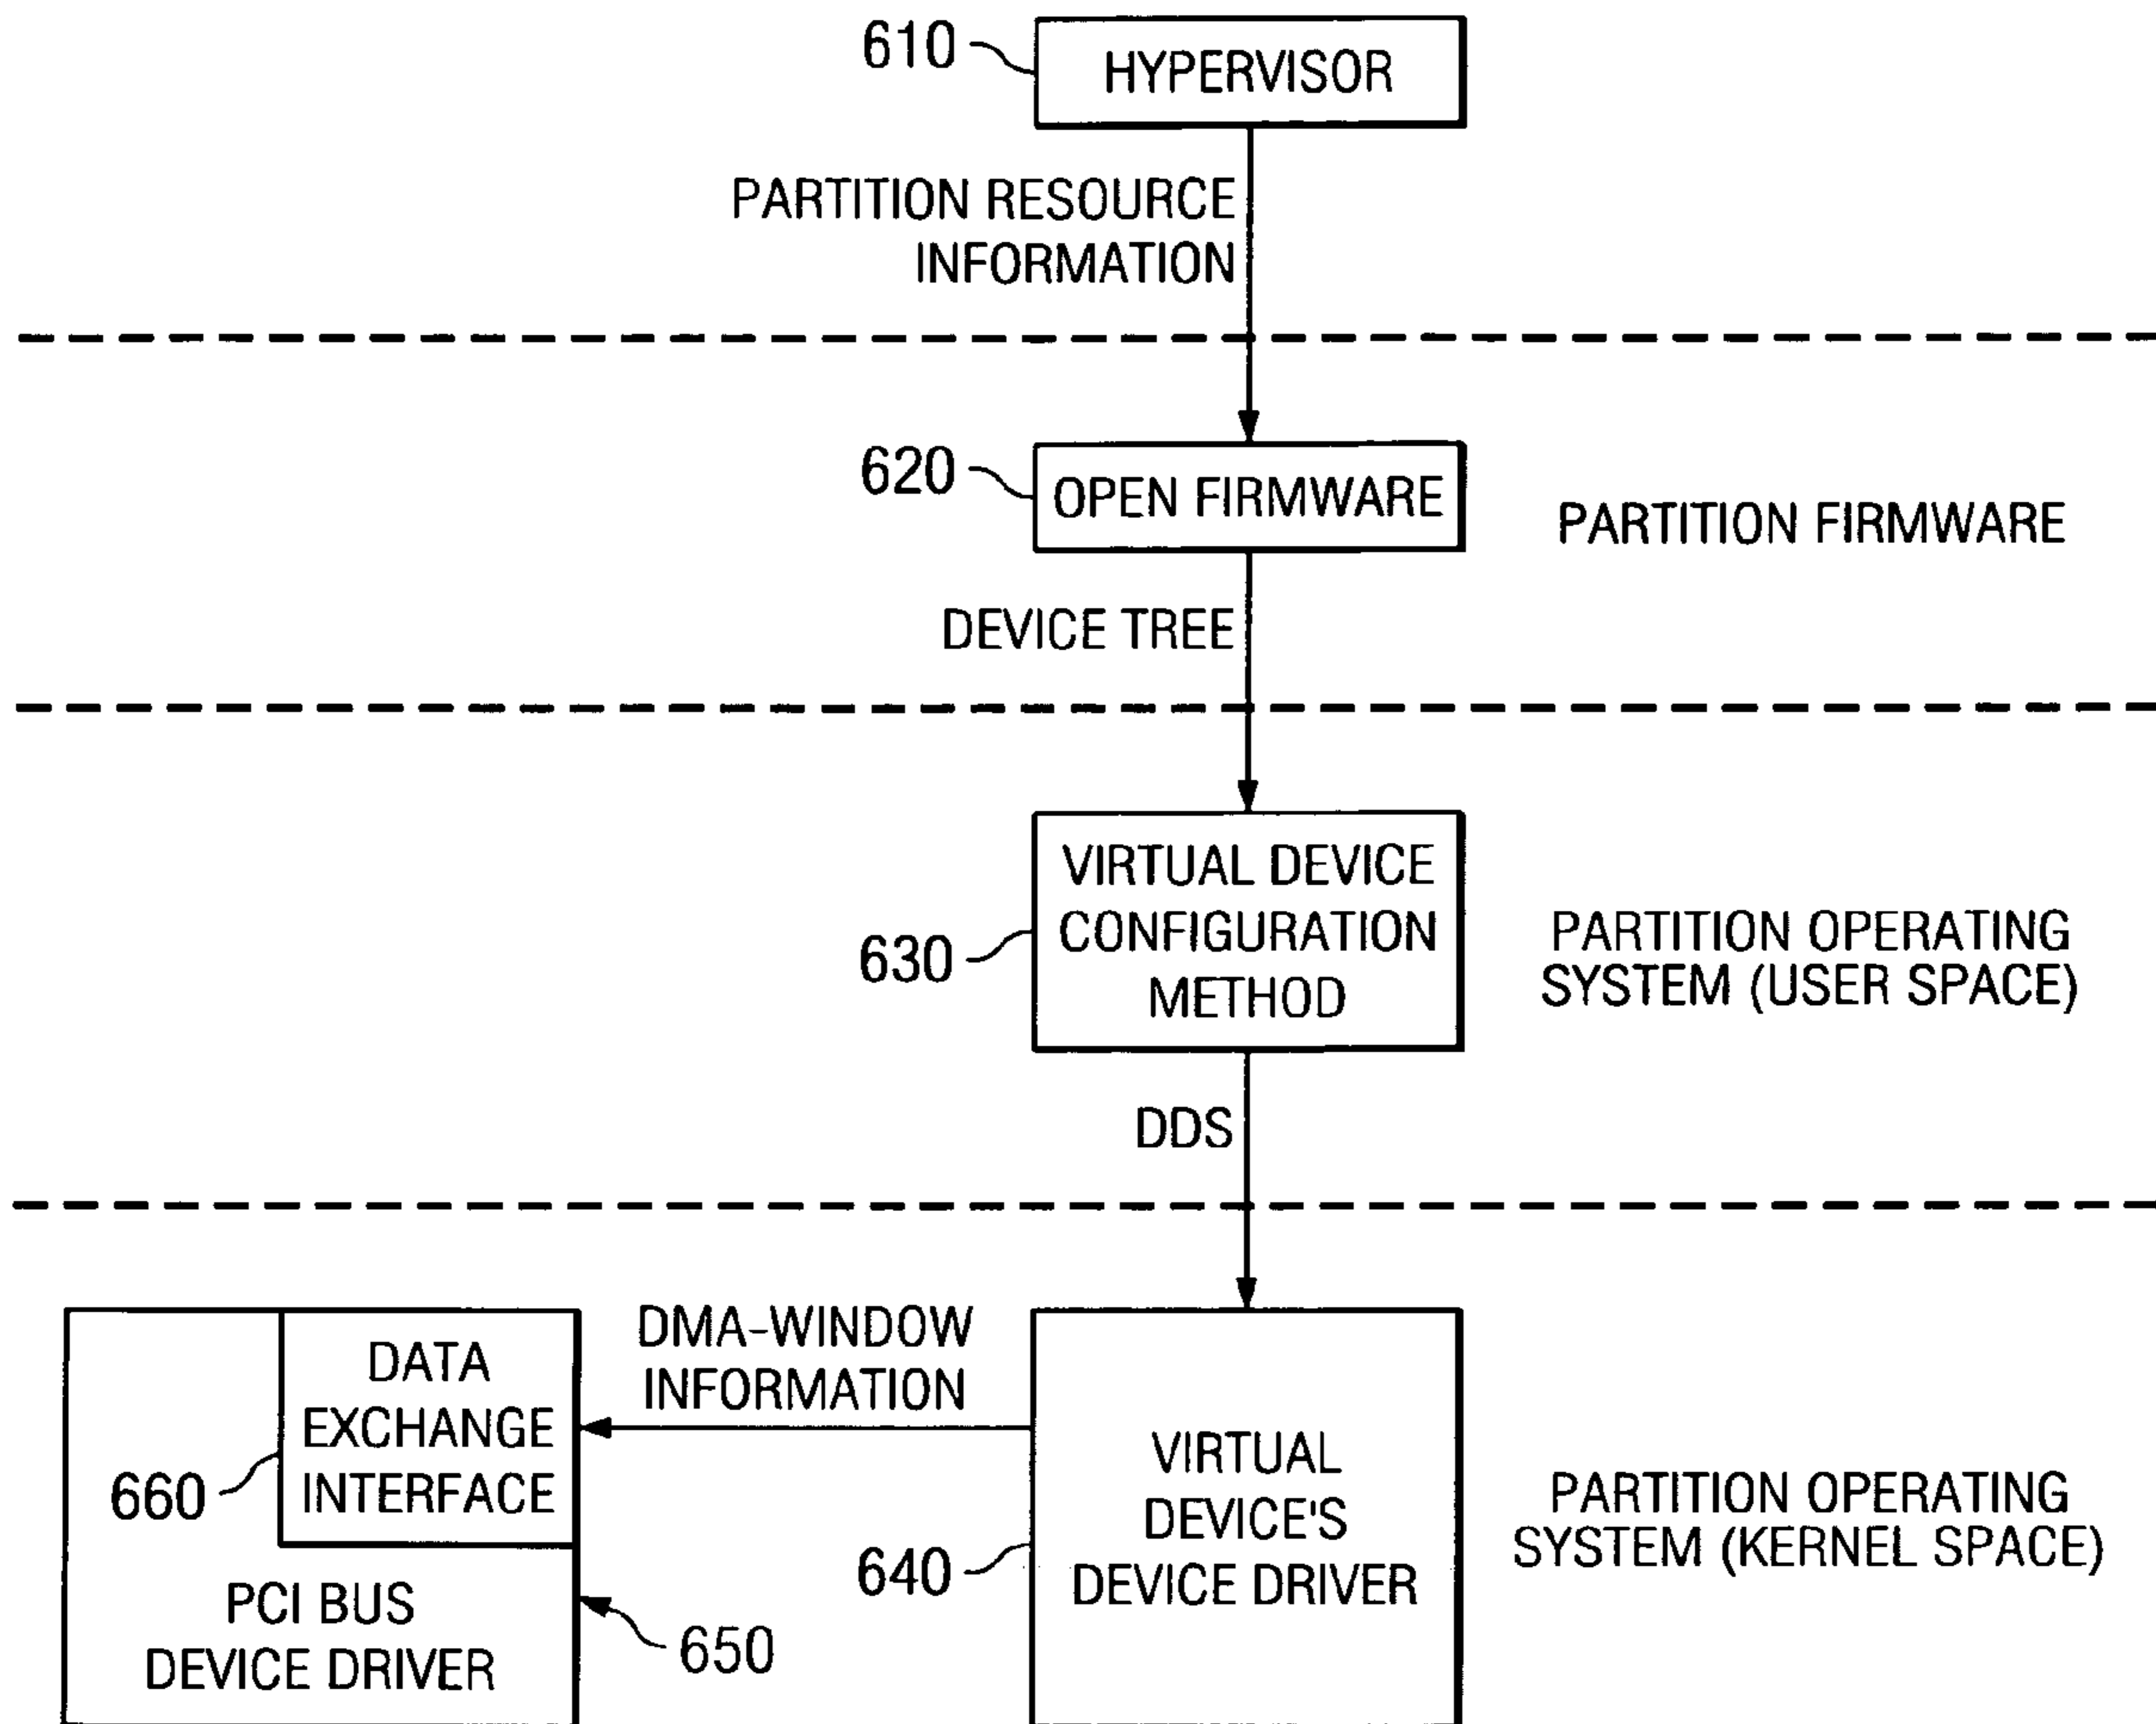 610
HYPERVISOR
PARTITION RESOURCE
INFORMATION
620
OPEN FIRMWARE
PARTITION FIRMWARE
DEVICE TREE
630
VIRTUAL DEVICE
CONFIGURATION
METHOD
PARTITION OPERATING
SYSTEM (USER SPACE)
DDS
DATA
EXCHANGE
INTERFACE
660
PCI BUS
DEVICE DRIVER
650
DMA-WINDOW
INFORMATION
640
VIRTUAL
DEVICE'S
DEVICE DRIVER
PARTITION OPERATING
SYSTEM (KERNEL SPACE)